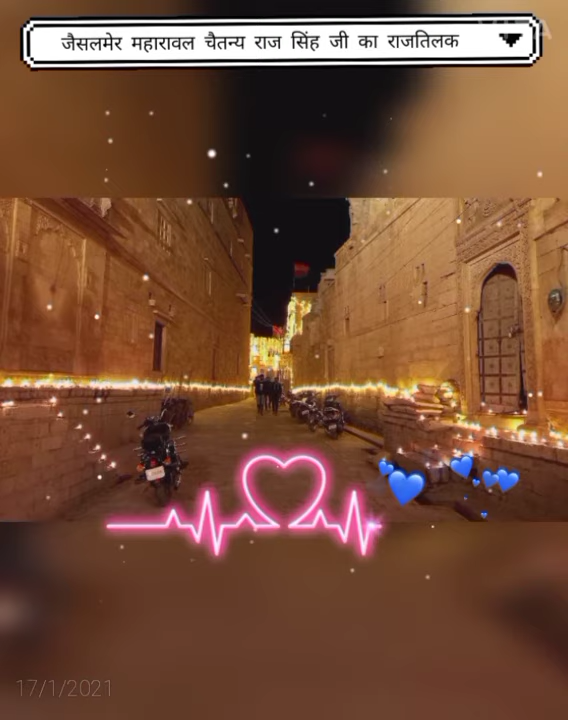 जैसलमेर महारावल चैतन्य राज सिंह जी का राजतिलक
17/1/2021